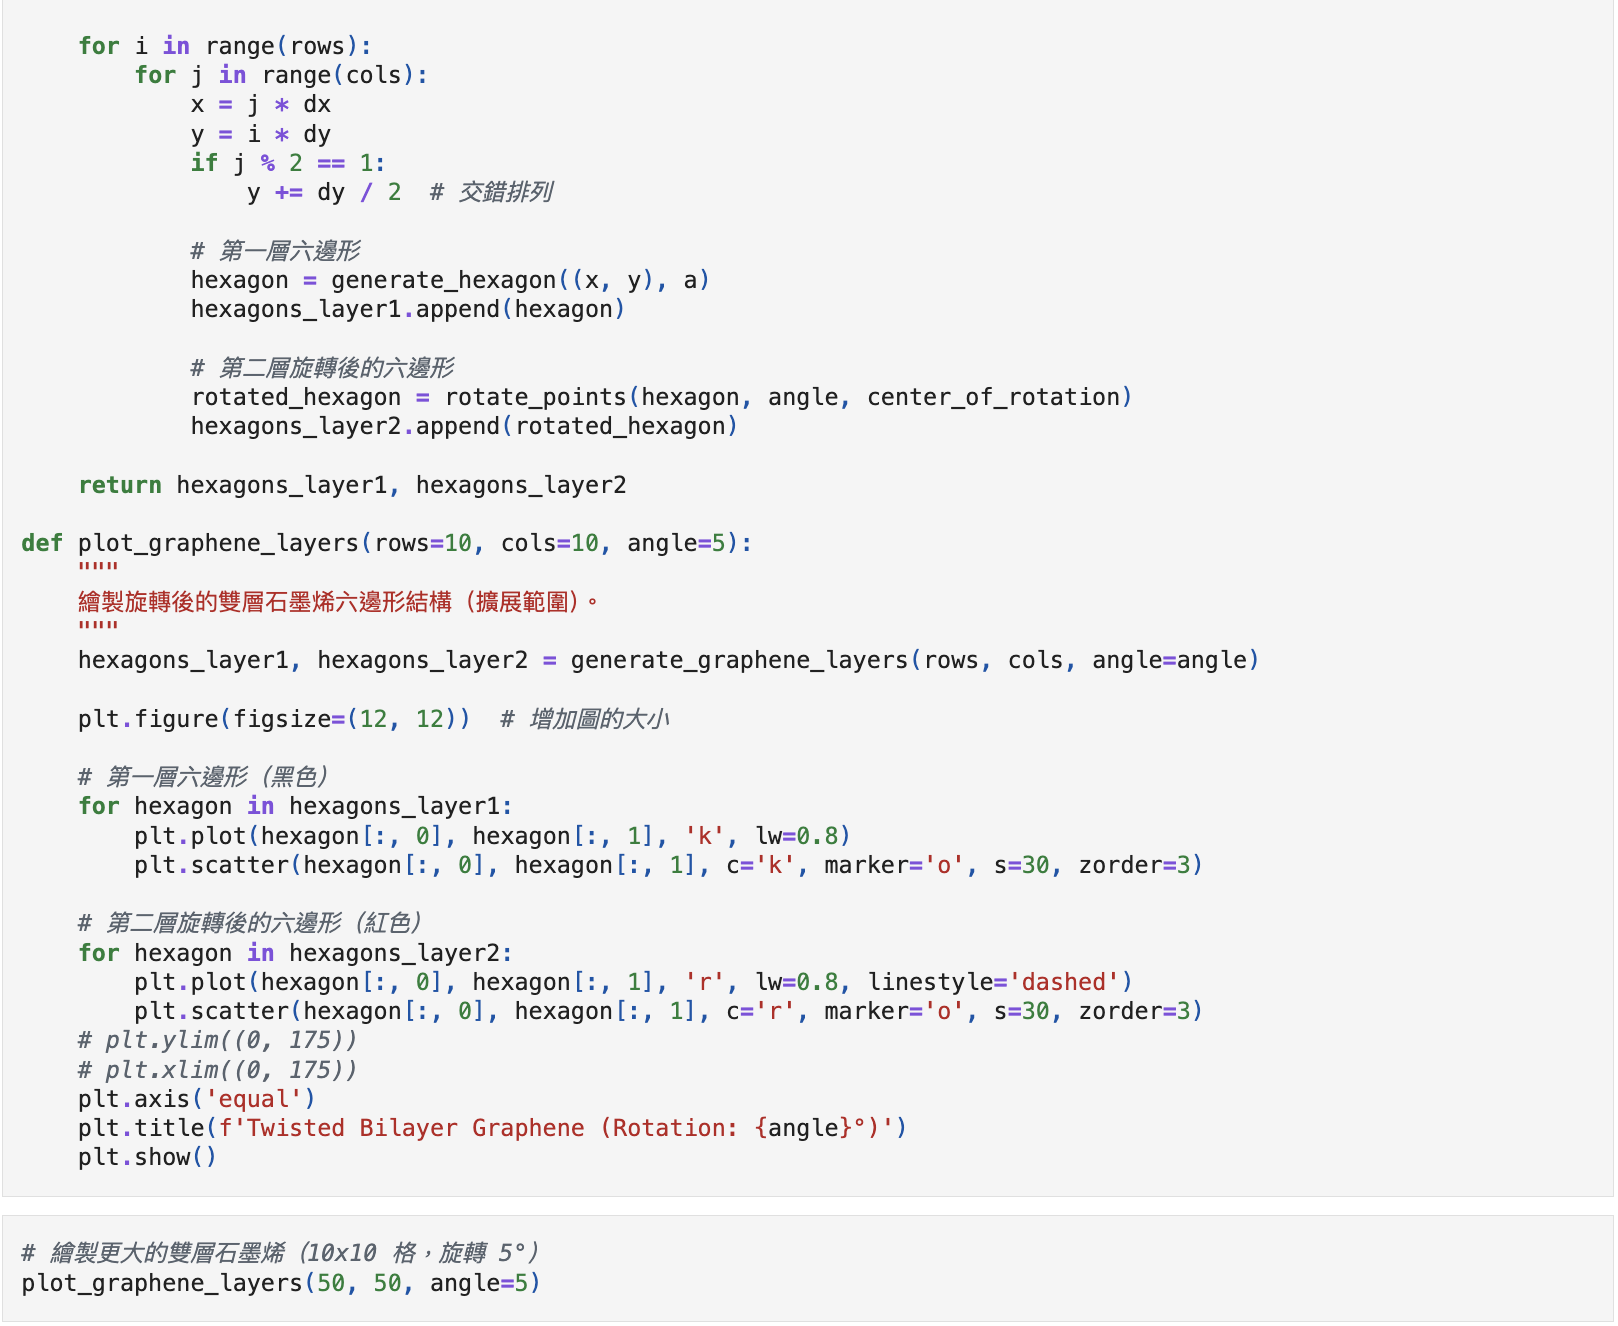 for i in range(rows):
for j in range(cols):
x = j * dx
y = i * dy
if j % 2 == 1:
y += dy / 2  # 交錯排列
# 第一層六邊形
hexagon = generate_hexagon((x, y), a)
hexagons_layer1.append(hexagon)
# 第二層旋轉後的六邊形
rotated_hexagon = rotate_points(hexagon, angle, center_of_rotation)
hexagons_layer2.append(rotated_hexagon)
return hexagons_layer1, hexagons_layer2
def plot_graphene_layers(rows=10, cols=10, angle=5):
"""
繪製旋轉後的雙層石墨烯六邊形結構（擴展範圍）。
"""
hexagons_layer1, hexagons_layer2 = generate_graphene_layers(rows, cols, angle=angle)
plt.figure(figsize=(12, 12))  # 增加圖的大小
# 第一層六邊形（黑色）
for hexagon in hexagons_layer1:
plt.plot(hexagon[:, 0], hexagon[:, 1], 'k', lw=0.8)
plt.scatter(hexagon[:, 0], hexagon[:, 1], c='k', marker='o', s=30, zorder=3)
# 第二層旋轉後的六邊形（紅色）
for hexagon in hexagons_layer2:
plt.plot(hexagon[:, 0], hexagon[:, 1], 'r', lw=0.8, linestyle='dashed')
plt.scatter(hexagon[:, 0], hexagon[:, 1], c='r', marker='o', s=30, zorder=3)
# plt.ylim((0, 175))
# plt.xlim((0, 175))
plt.axis('equal')
plt.title(f'Twisted Bilayer Graphene (Rotation: {angle}°)')
plt.show()
# 繪製更大的雙層石墨烯（10x10 格，旋轉 5°）
plot_graphene_layers(50, 50, angle=5)